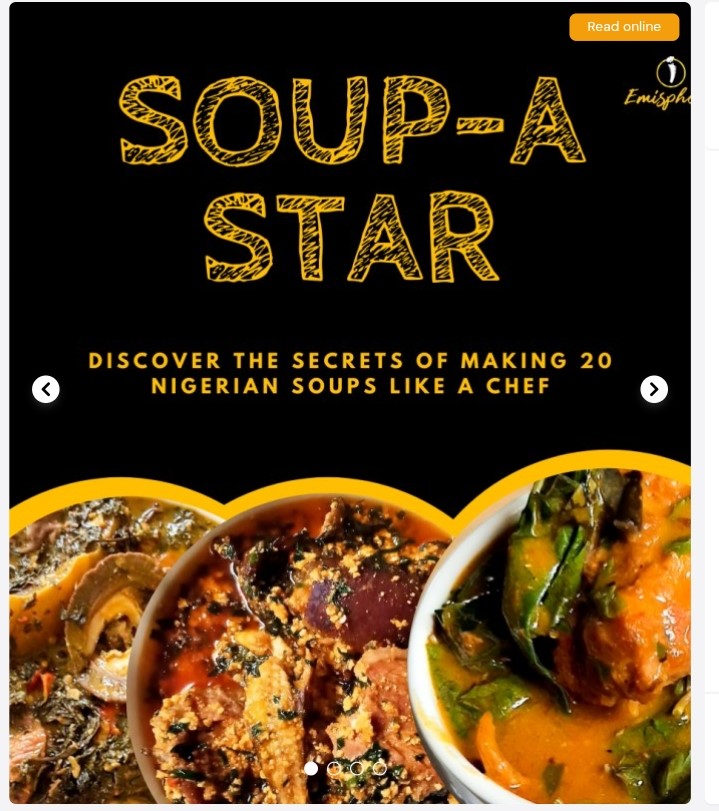 Read online
SOUP-A
STAR
DISCOVER THE SECRETS OF MAKING 20
NIGERIAN SOUPS LIKE A CHEF